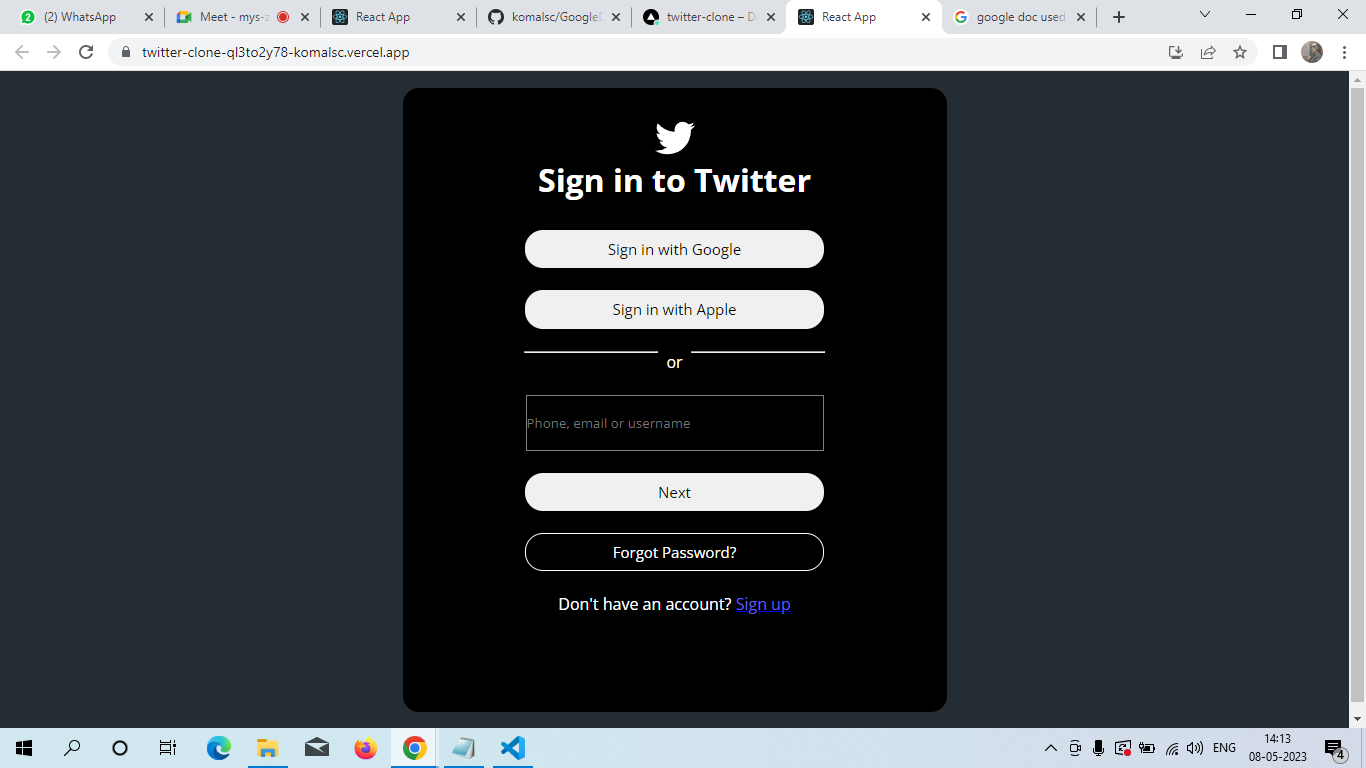 (2) WhatsApp
Meet - mys-z
React App
komalsc/GoogleD
twitter-clone – De
React App
google doc used
twitter-clone-ql3to2y78-komalsc.vercel.app
Sign in to Twitter
Sign in with Google
Sign in with Apple
or
Phone, email or username
Next
Forgot Password?
Don't have an account? Sign up
ENG
14:13
08-05-2023
4